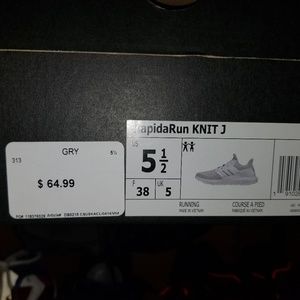 apidaRun KNIT J
GRY
313
5½
$ 64.99
US
5 1/2
F
38
UK
5
RUNNING
MADE IN VIETNAM
COURSE A PIED
FABRIQUE AU VIETNAM